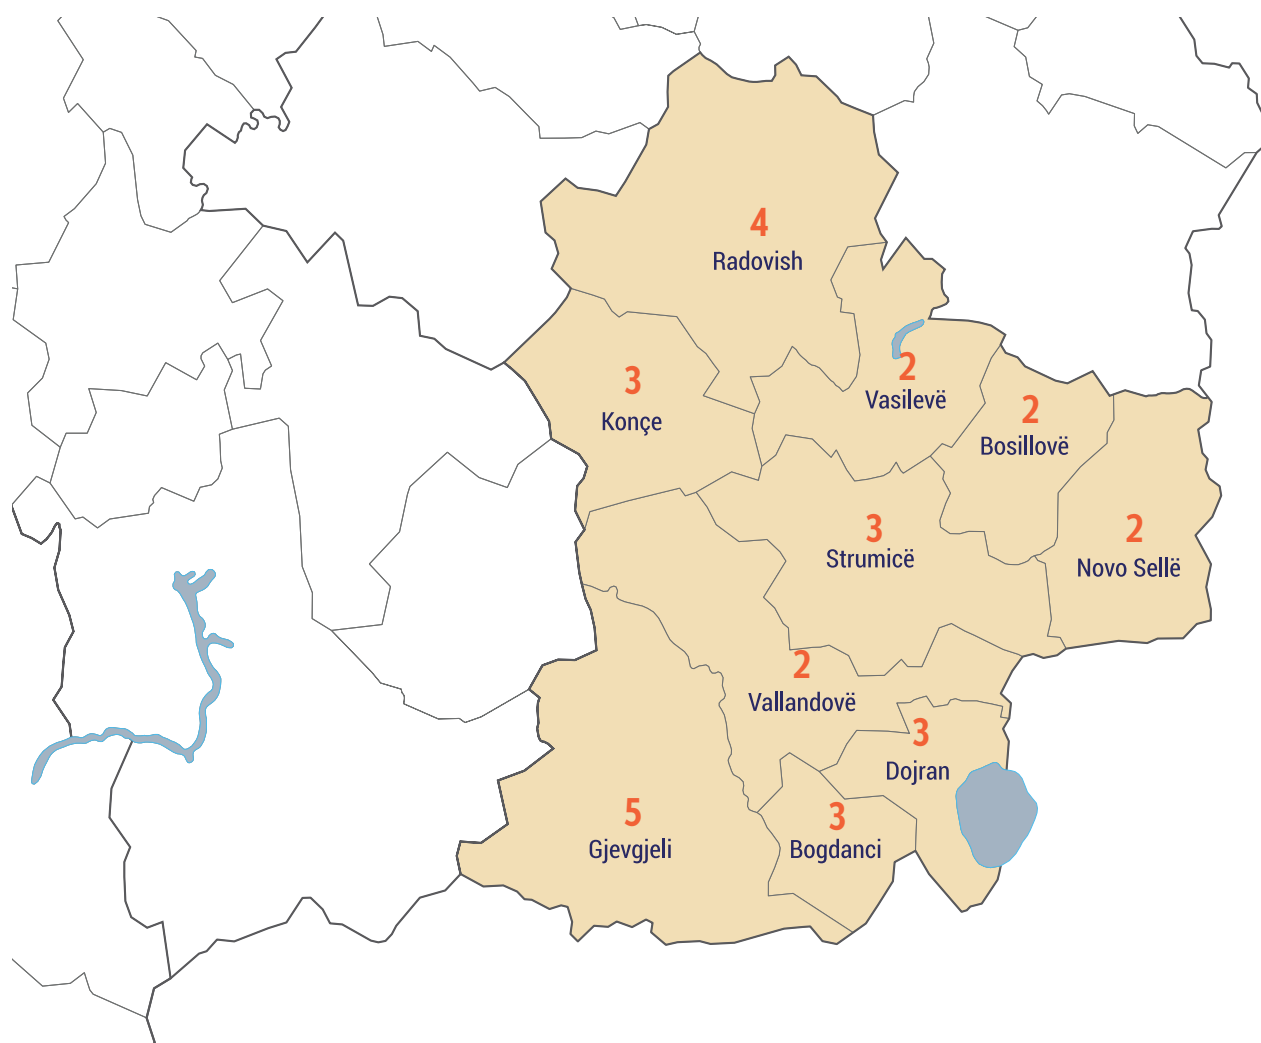 4
Radovish
3
Konçe
2
Vasilevë
2
Bosillovë
3
Strumicë
2
Novo Sellë
2
Vallandovë
3
Dojran
5
Gjevgjeli
3
Bogdanci